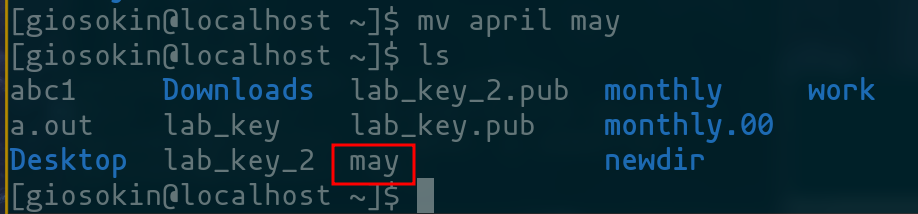 [giosokin@localhost ~]$ mv april may
[giosokin@localhost ~]$ ls
abc1 Downloads lab_key_2.pub monthly work
a.out lab_key lab_key.pub monthly.00
Desktop lab_key_2 may newdir
[giosokin@localhost ~]$